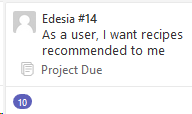 Edesia #14
As a user, I want recipes
recommended to me
Project Due
10